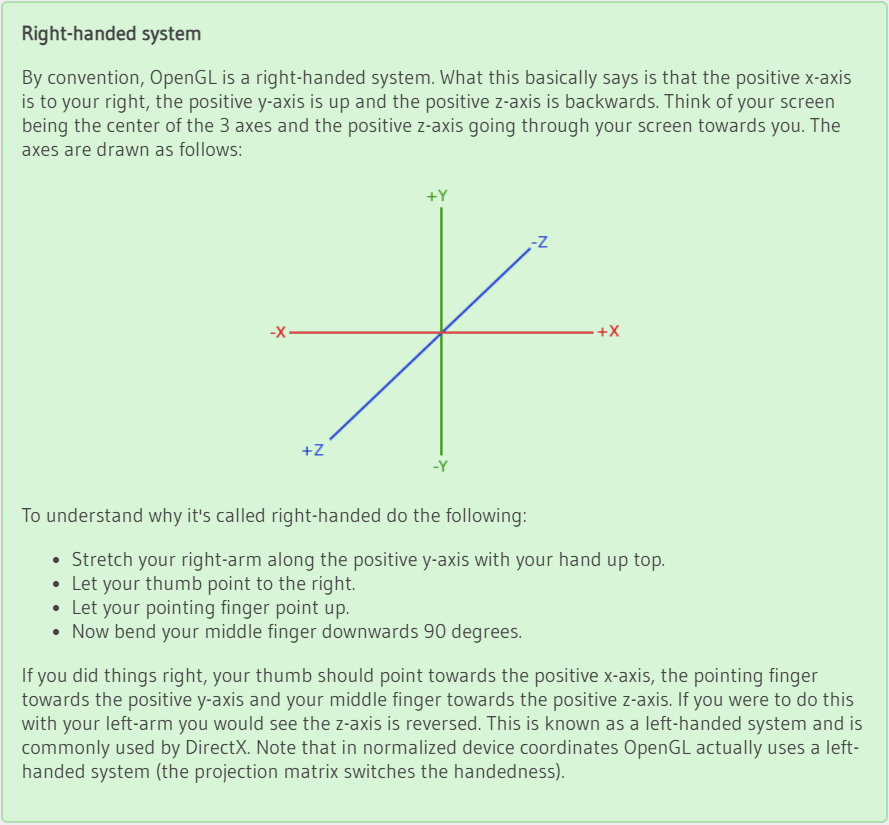 Right-handed system
By convention, OpenGL is a right-handed system. What this basically says is that the positive x-axis
is to your right, the positive y-axis is up and the positive z-axis is backwards. Think of your screen
being the center of the 3 axes and the positive z-axis going through your screen towards you. The
axes are drawn as follows:
+Y
-Z
-X
+X
+Z
-Y
To understand why it's called right-handed do the following:
• Stretch your right-arm along the positive y-axis with your hand up top.
• Let your thumb point to the right.
• Let your pointing finger point up.
• Now bend your middle finger downwards 90 degrees.
If you did things right, your thumb should point towards the positive x-axis, the pointing finger
towards the positive y-axis and your middle finger towards the positive z-axis. If you were to do this
with your left-arm you would see the z-axis is reversed. This is known as a left-handed system and is
commonly used by DirectX. Note that in normalized device coordinates OpenGL actually uses a left-
handed system (the projection matrix switches the handedness).